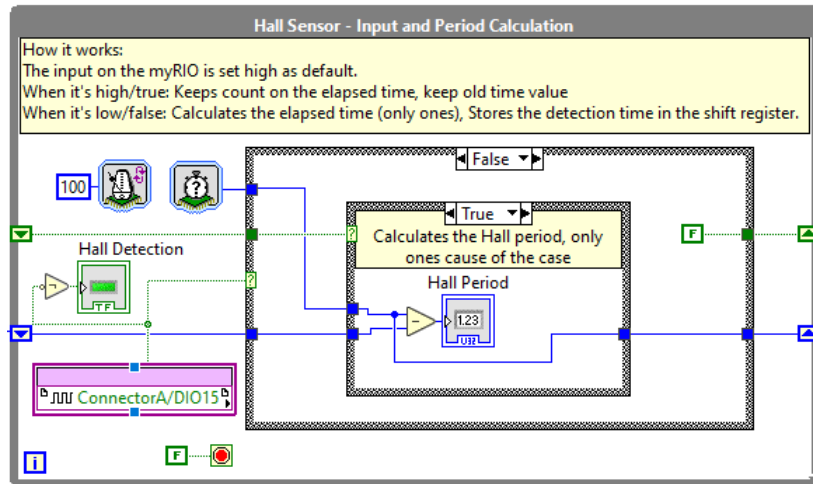 Hall Sensor - Input and Period Calculation
How it works:
The input on the myRIO is set high as default.
When it's high/true: Keeps count on the elapsed time, keep old time value
When it's low/false: Calculates the elapsed time (only ones), Stores the detection time in the shift register.
False
100
?
True
?
Calculates the Hall period, only
ones cause of the case
F
Hall Detection
TF
?
Hall Period
1.23
U32
ConnectorA/DIO15
i
F